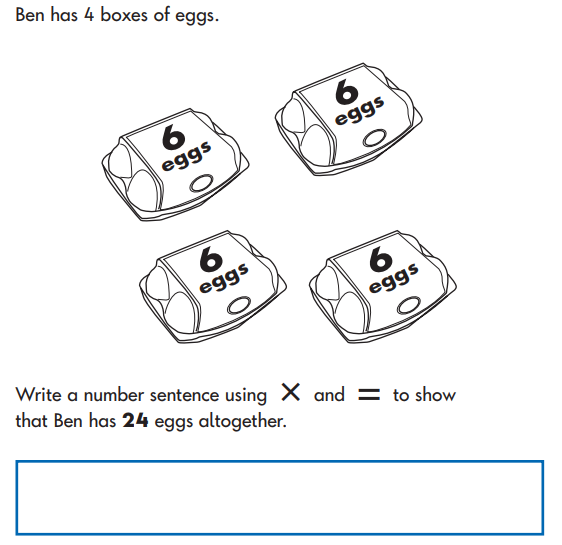 Ben has 4 boxes of eggs.
6
eggs
6
eggs
6
eggs
6
eggs
Write a number sentence using × and = to show
that Ben has 24 eggs altogether.